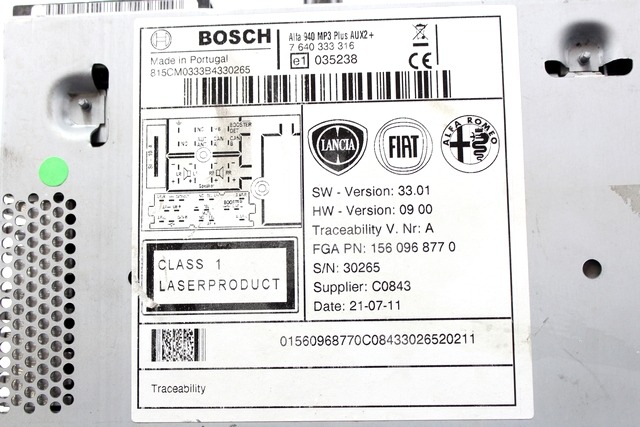 BOSCH
Alfa 940 MP3 Plus AUX2+
7 640 333 316
Made in Portugal
815CM0333B4330265
e1 035238
CE
BOOSTER
LANCIA
FIAT
ALFA ROMEO
SW - Version: 33.01
HW - Version: 09 00
Traceability V. Nr: A
FGA PN: 156 096 877 0
S/N: 30265
Supplier: C0843
Date: 21-07-11
CLASS 1
LASERPRODUCT
01560968770C08433026520211
Traceability